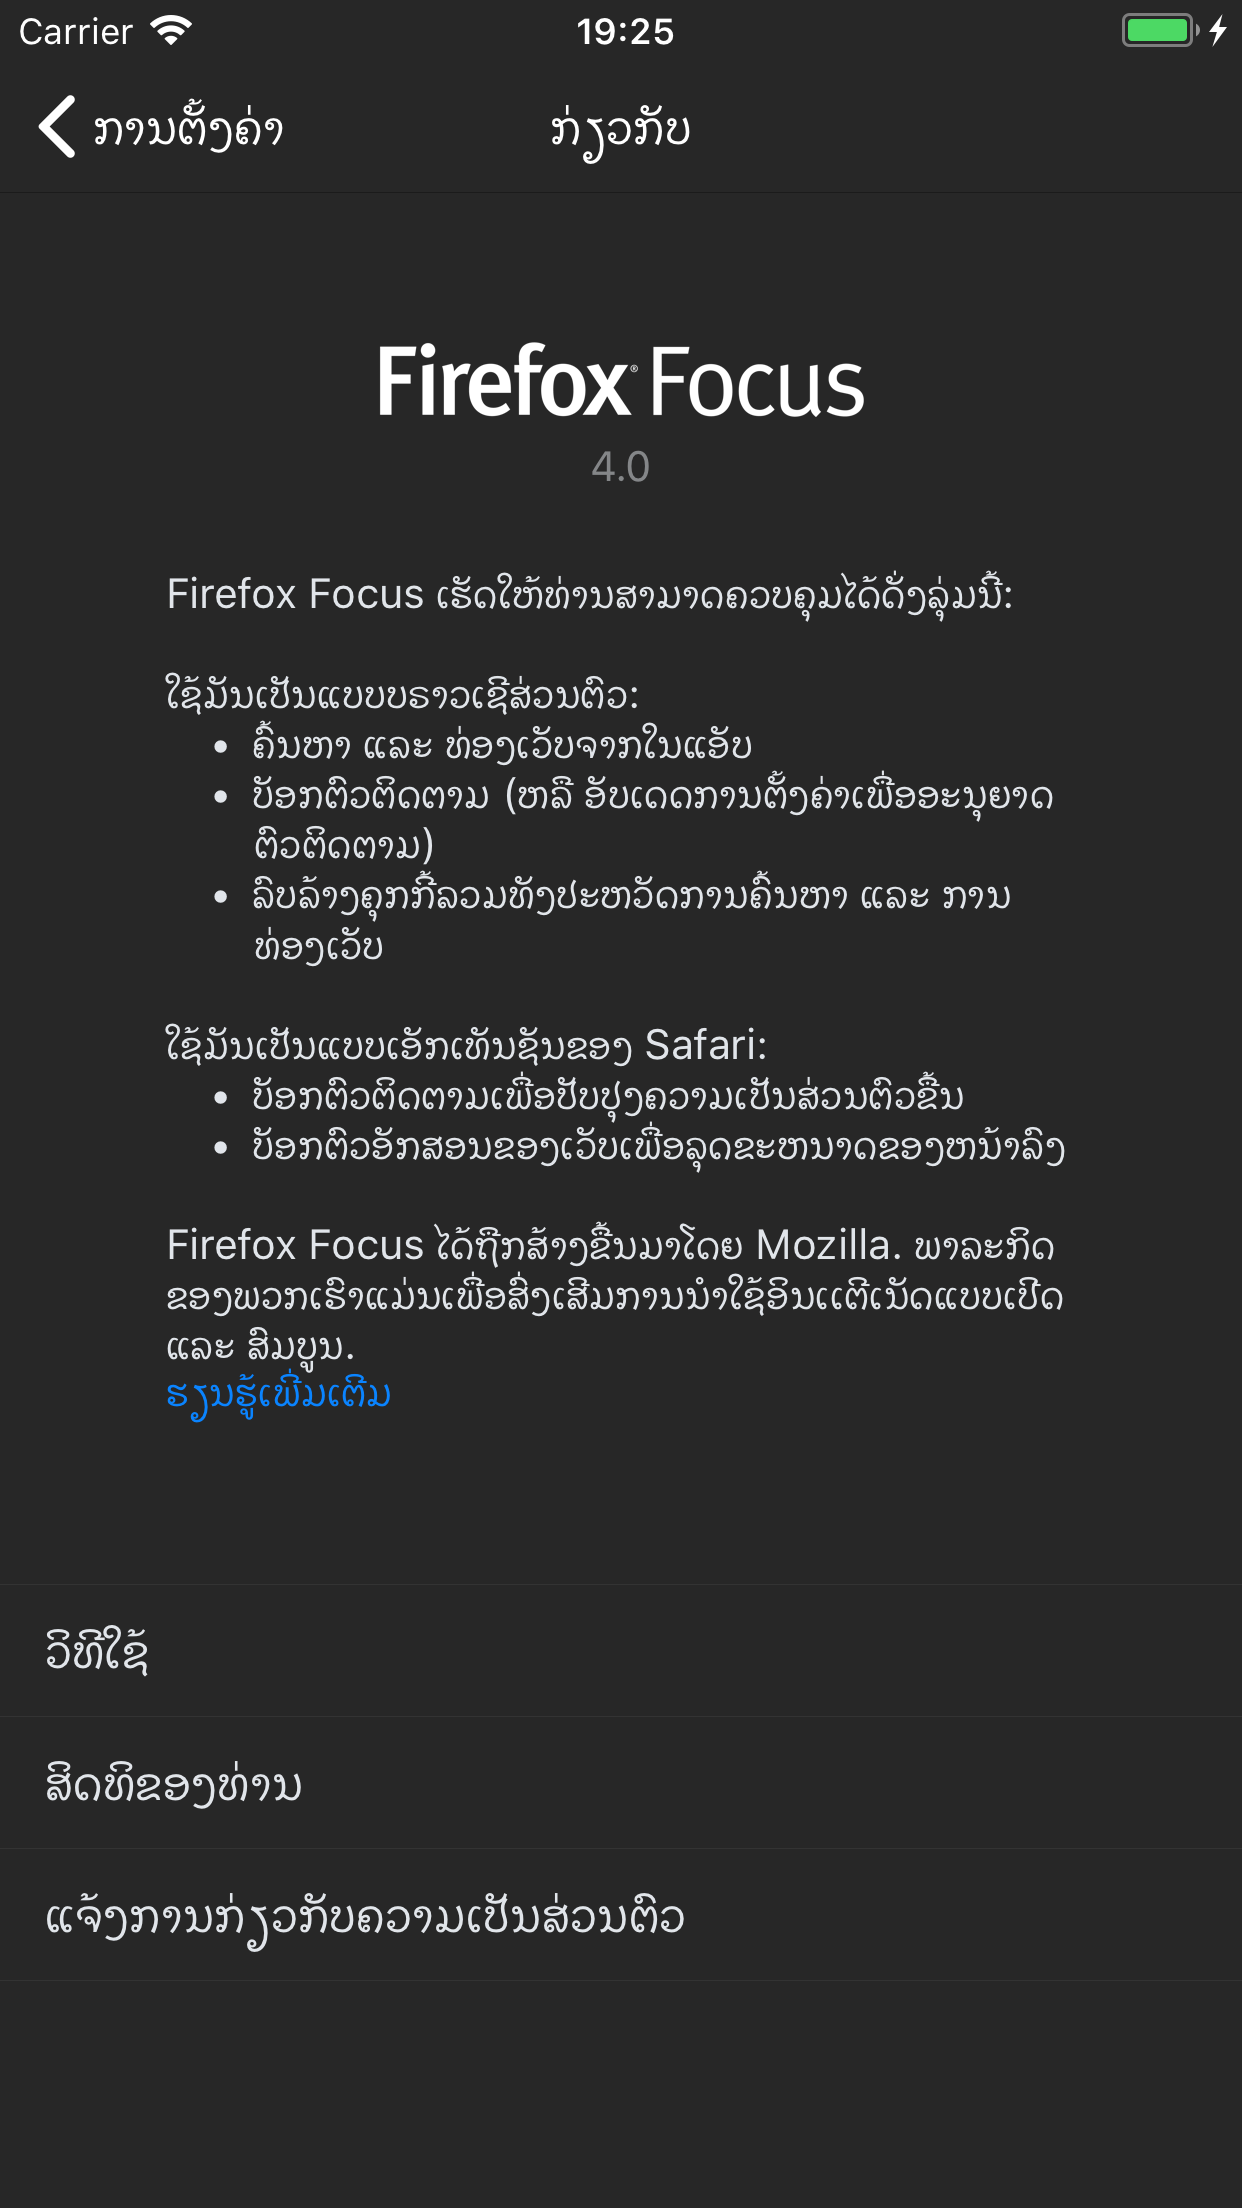 Carrier 19:25
ການຕັ້ງຄ່າ ກ່ຽວກັບ
Firefox® Focus
4.0
Firefox Focus ເຮັດໃຫ້ທ່ານສາມາດຄວບຄຸມໄດ້ດັ່ງລຸ່ມນີ້:
ໃຊ້ມັນເປັນແບບບຣາວເຊີສ່ວນຕົວ:
• ຄົ້ນຫາ ແລະ ທ່ອງເວັບຈາກໃນແອັບ
• ບັອກຕົວຕິດຕາມ (ຫລື ອັບເດດການຕັ້ງຄ່າເພື່ອອະນຸຍາດ
ຕົວຕິດຕາມ)
• ລົບລ້າງຄຸກກີ້ລວມທັງປະຫວັດການຄົ້ນຫາ ແລະ ການ
ທ່ອງເວັບ
ໃຊ້ມັນເປັນແບບເອັກເທັນຊັນຂອງ Safari:
• ບັອກຕົວຕິດຕາມເພື່ອປັບປຸງຄວາມເປັນສ່ວນຕົວຂື້ນ
• ບັອກຕົວອັກສອນຂອງເວັບເພື່ອລຸດຂະຫນາດຂອງຫນ້າລົງ
Firefox Focus ໄດ້ຖືກສ້າງຂື້ນມາໂດຍ Mozilla. ພາລະກິດ
ຂອງພວກເຮົາແມ່ນເພື່ອສົ່ງເສີມການນຳໃຊ້ອິນແຕີເນັດແບບເປີດ
ແລະ ສົມບູນ.
ຮຽນຮູ້ເພີ່ມເຕີມ
ວິທີໃຊ້
ສິດທິຂອງທ່ານ
ແຈ້ງການກ່ຽວກັບຄວາມເປັນສ່ວນຕົວ